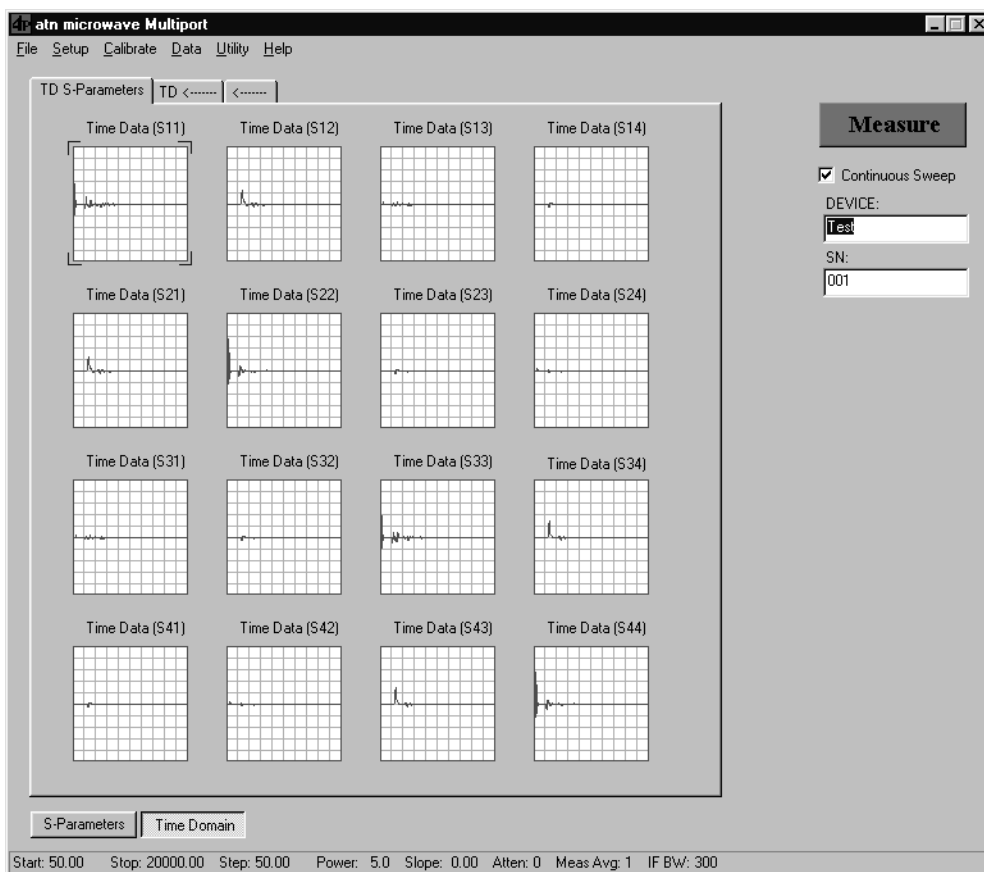 4P atn microwave Multiport
File Setup Calibrate Data Utility Help
TD S-Parameters TD <------- <-------
Time Data (S11) Time Data (S12) Time Data (S13) Time Data (S14)
Measure
Continuous Sweep
DEVICE:
Test
SN:
001
Time Data (S21) Time Data (S22) Time Data (S23) Time Data (S24)
Time Data (S31) Time Data (S32) Time Data (S33) Time Data (S34)
Time Data (S41) Time Data (S42) Time Data (S43) Time Data (S44)
S-Parameters Time Domain
Start: 50.00 Stop: 20000.00 Step: 50.00 Power: 5.0 Slope: 0.00 Atten: 0 Meas Avg: 1 IF BW: 300